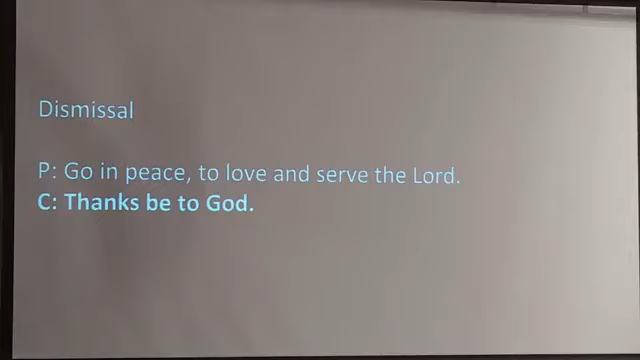 Dismissal
P: Go in peace, to love and serve the Lord.
C: Thanks be to God.